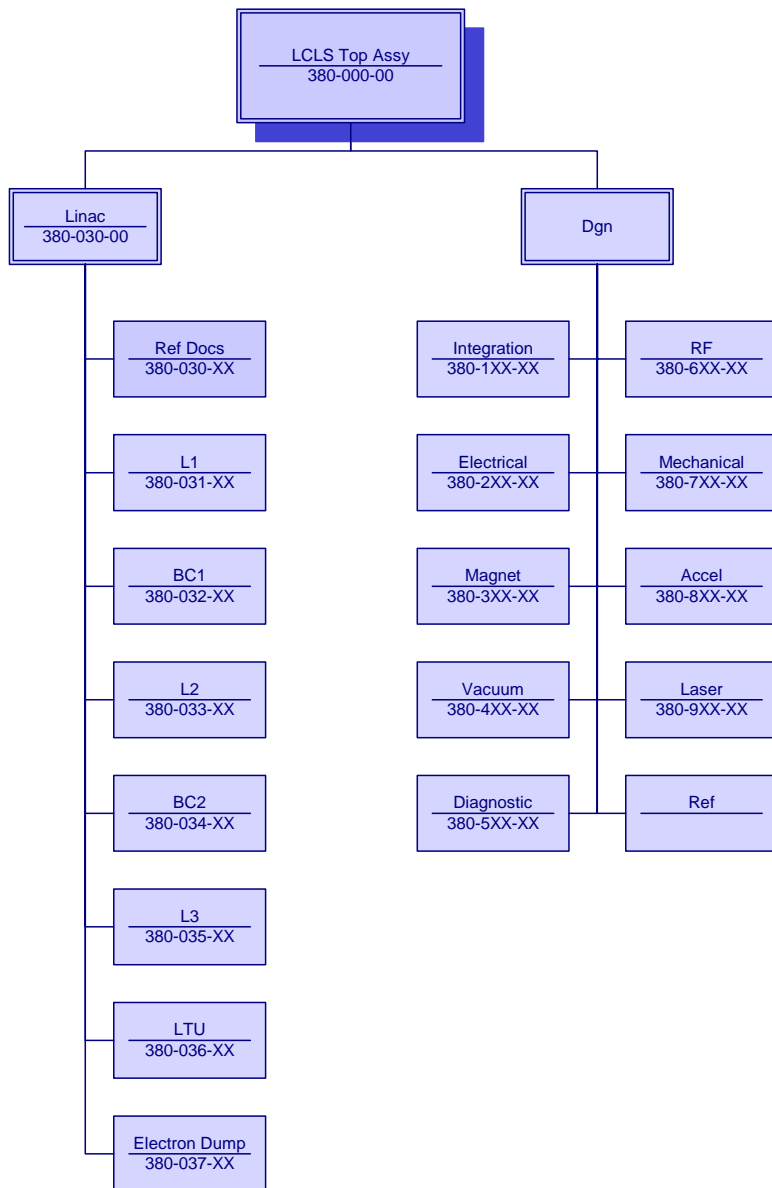 LCLS Top Assy
380-000-00
Linac
380-030-00
Dgn
Ref Docs
380-030-XX
L1
380-031-XX
BC1
380-032-XX
L2
380-033-XX
BC2
380-034-XX
L3
380-035-XX
LTU
380-036-XX
Electron Dump
380-037-XX
Integration
380-1XX-XX
RF
380-6XX-XX
Electrical
380-2XX-XX
Mechanical
380-7XX-XX
Magnet
380-3XX-XX
Accel
380-8XX-XX
Vacuum
380-4XX-XX
Laser
380-9XX-XX
Diagnostic
380-5XX-XX
Ref